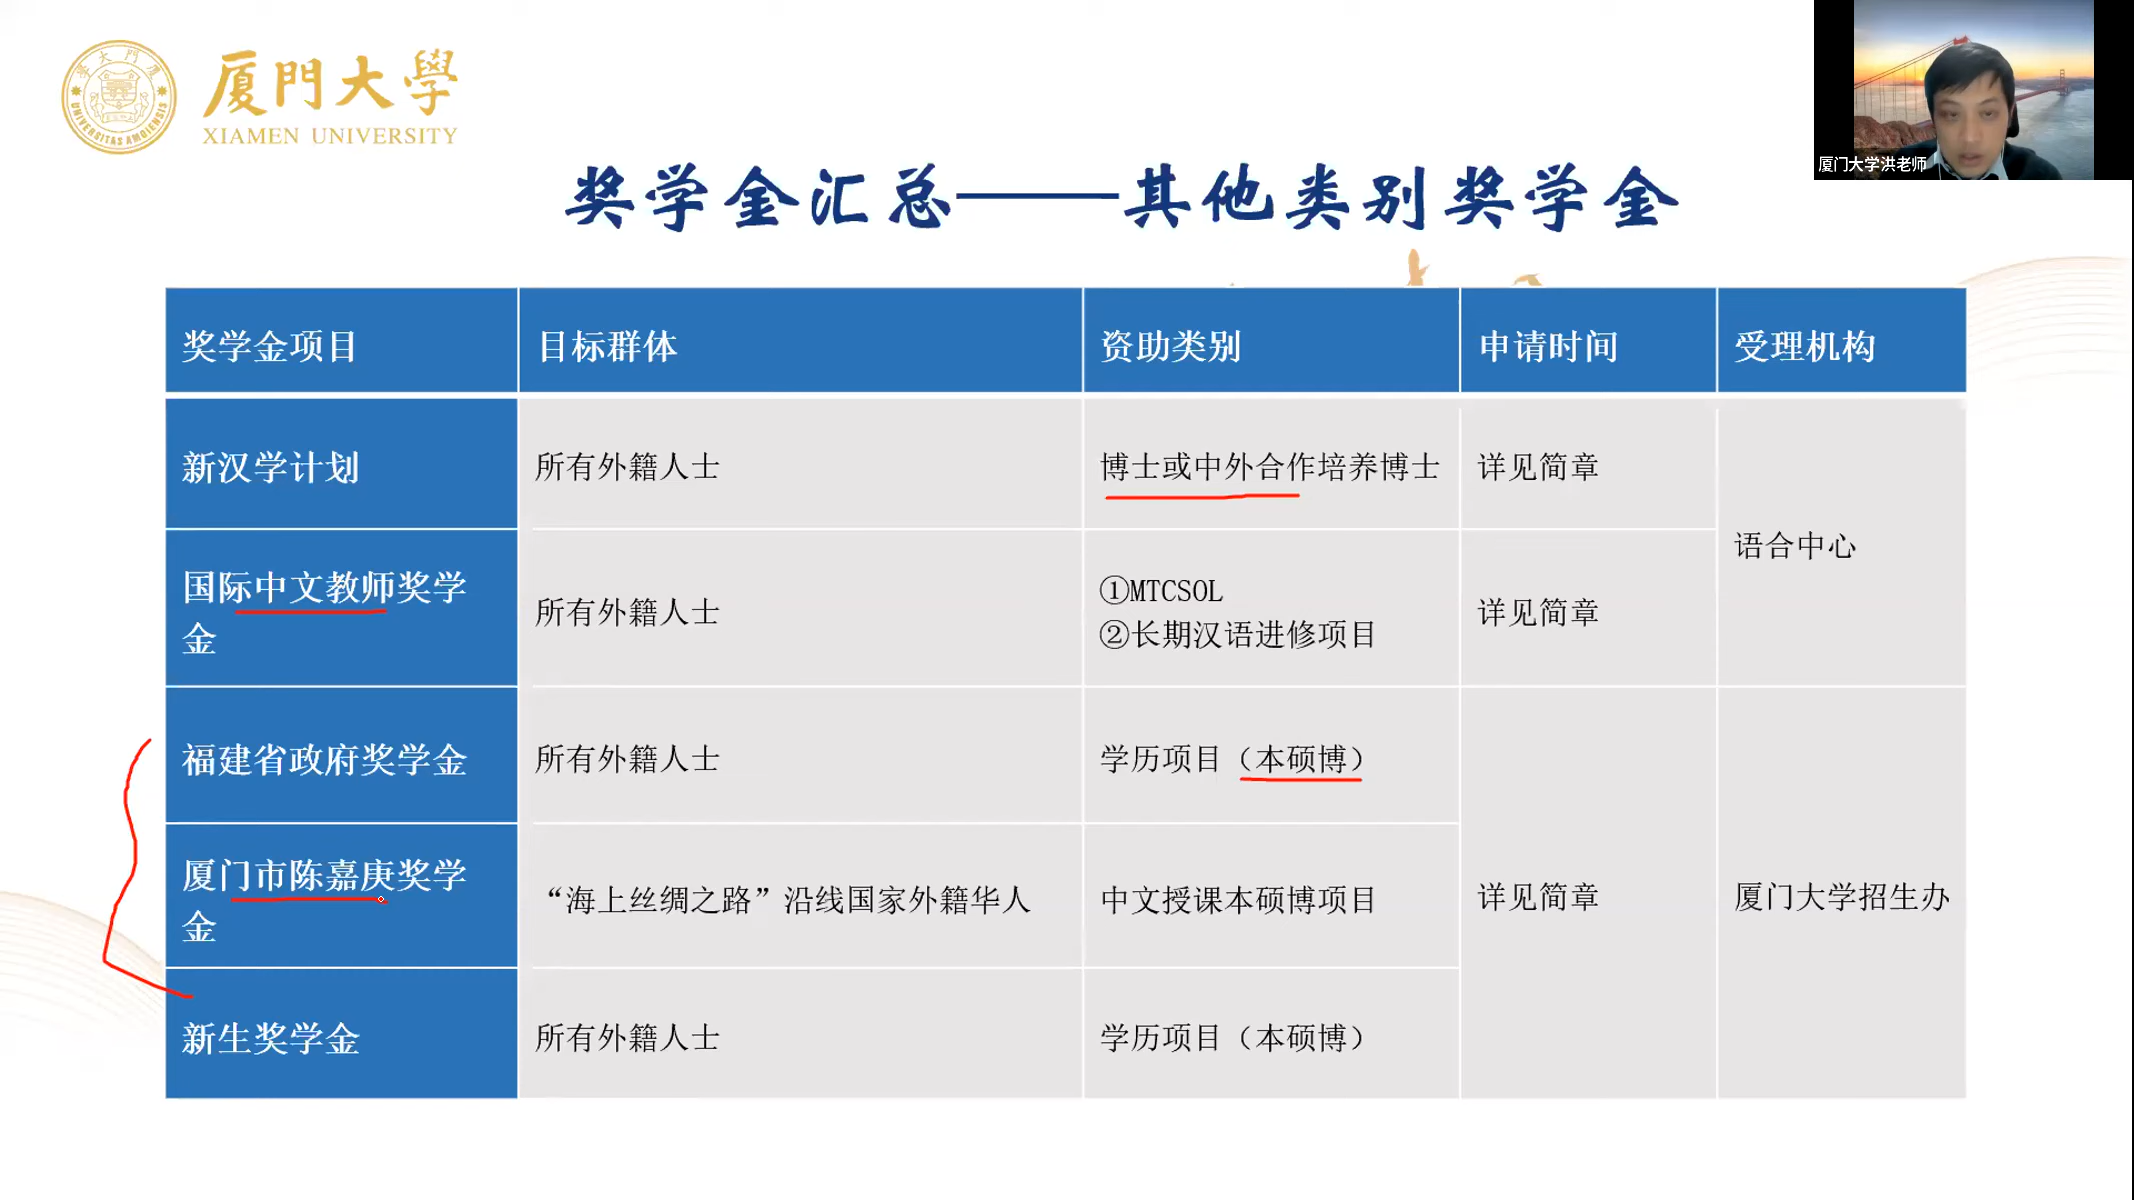 厦門大學
XIAMEN UNIVERSITY
廈門大學
UNIVERSITAS AMOIENSIS
厦门大学洪老师
奖学金汇总——其他类别奖学金
奖学金项目 目标群体 资助类别 申请时间 受理机构
新汉学计划 所有外籍人士 博士或中外合作培养博士 详见简章
语合中心
国际中文教师奖学
金
所有外籍人士
①MTCSOL
②长期汉语进修项目
详见简章
福建省政府奖学金 所有外籍人士 学历项目（本硕博）
厦门市陈嘉庚奖学
金
“海上丝绸之路”沿线国家外籍华人 中文授课本硕博项目 详见简章 厦门大学招生办
新生奖学金 所有外籍人士 学历项目（本硕博）